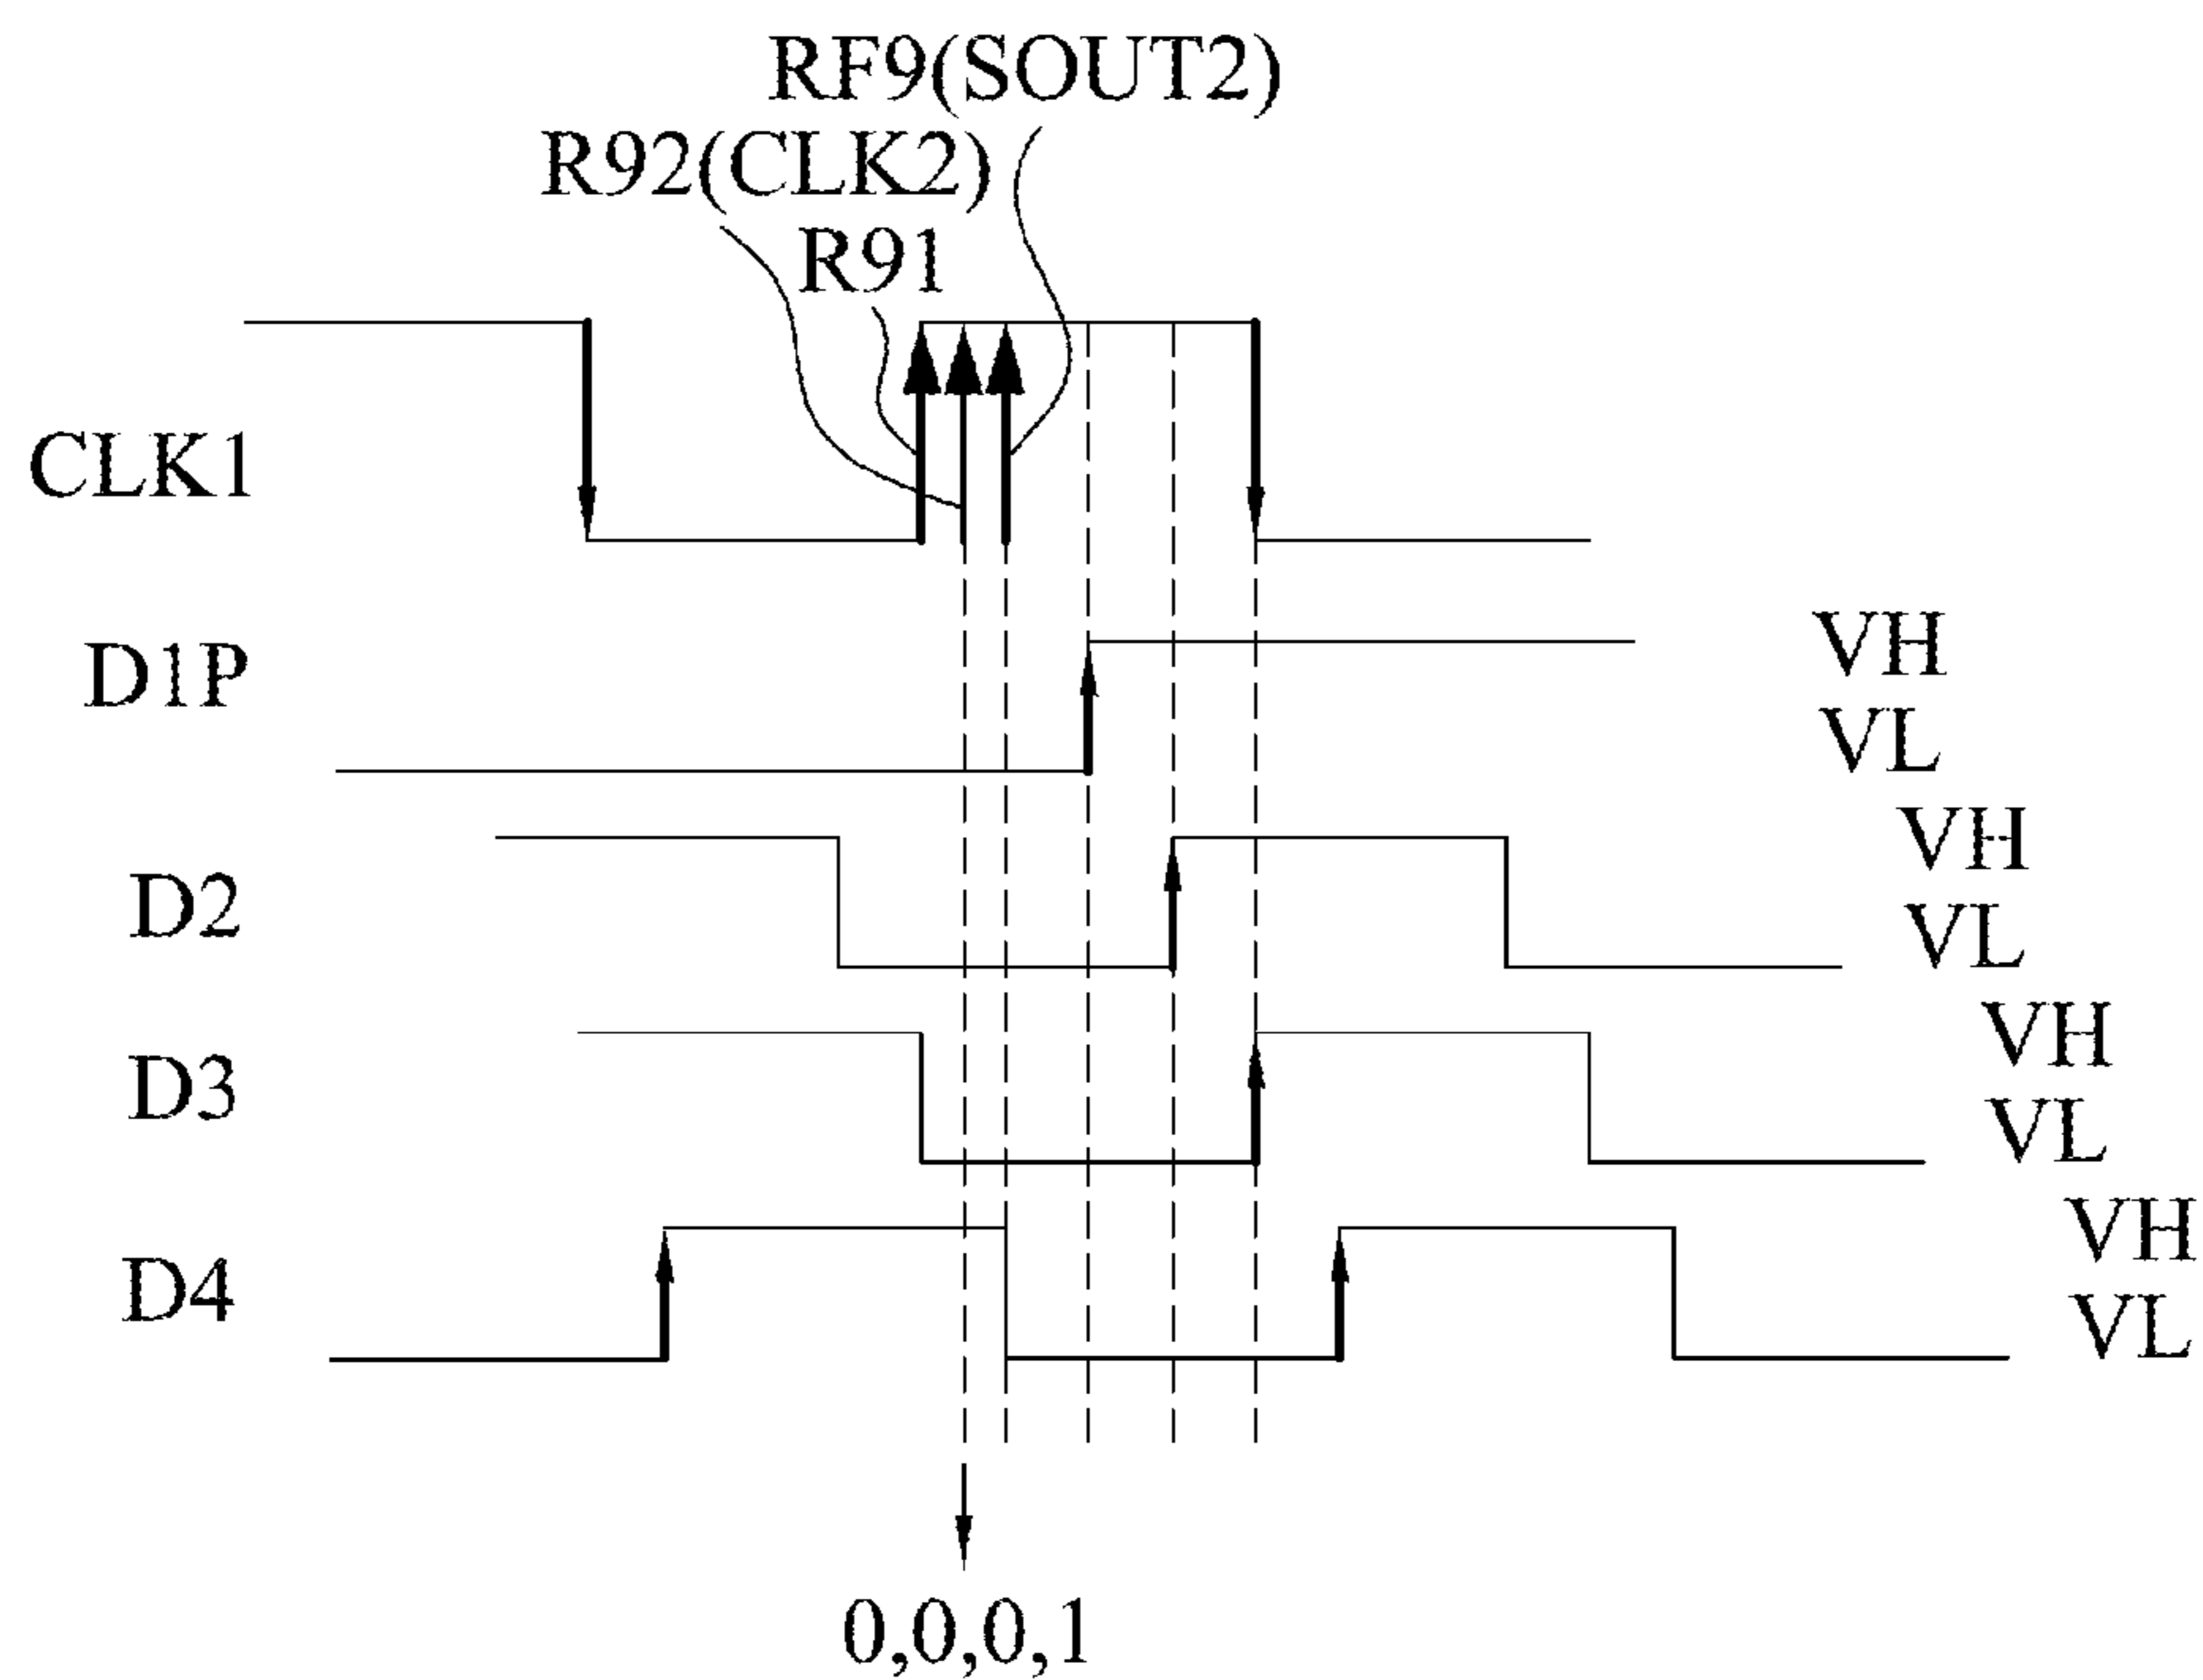 RF9(SOUT2)
R92(CLK2)
R91
CLK1
D1P
VH
VL
D2
VH
VL
D3
VH
VL
D4
VH
VL
0,0,0,1